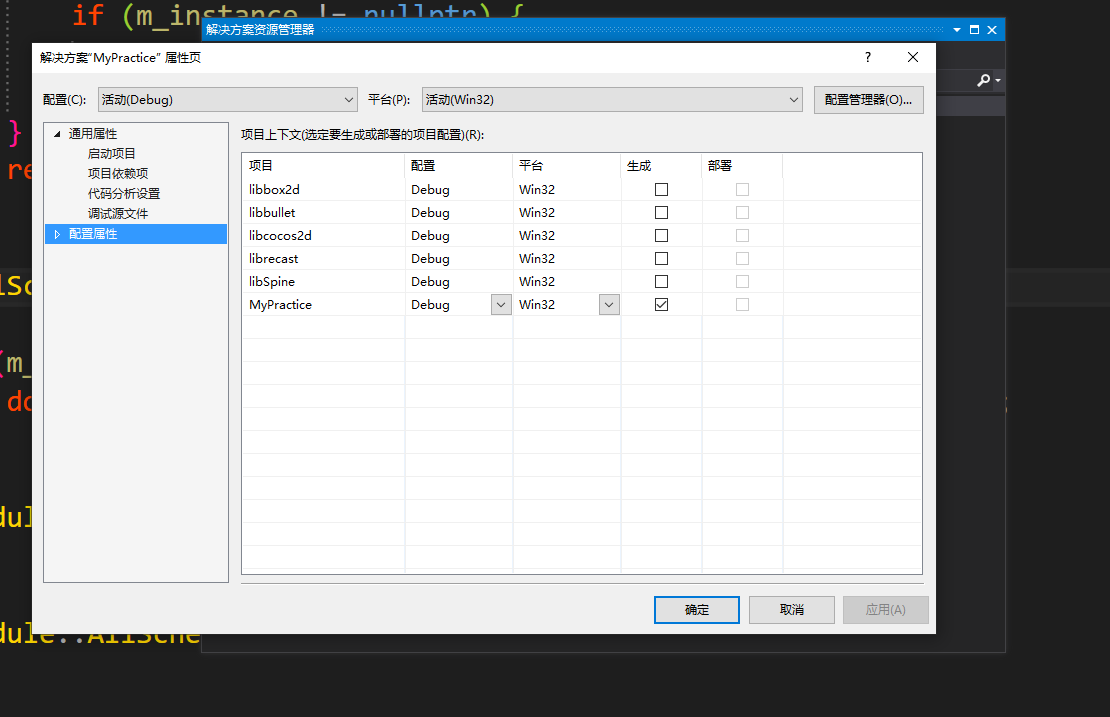 if (m_instance != nullptr) {
解决方案资源管理器
解决方案“MyPractice” 属性页
?
配置(C):
活动(Debug)
平台(P):
活动(Win32)
配置管理器(O)...
通用属性
启动项目
项目依赖项
代码分析设置
调试源文件
配置属性
项目上下文(选定要生成或部署的项目配置)(R):
项目 配置 平台 生成 部署
libbox2d Debug Win32
libbullet Debug Win32
libcocos2d Debug Win32
librecast Debug Win32
libSpine Debug Win32
MyPractice Debug Win32
}
re
lSc
(m_
do
dul
dule::AllSche
确定
取消
应用(A)